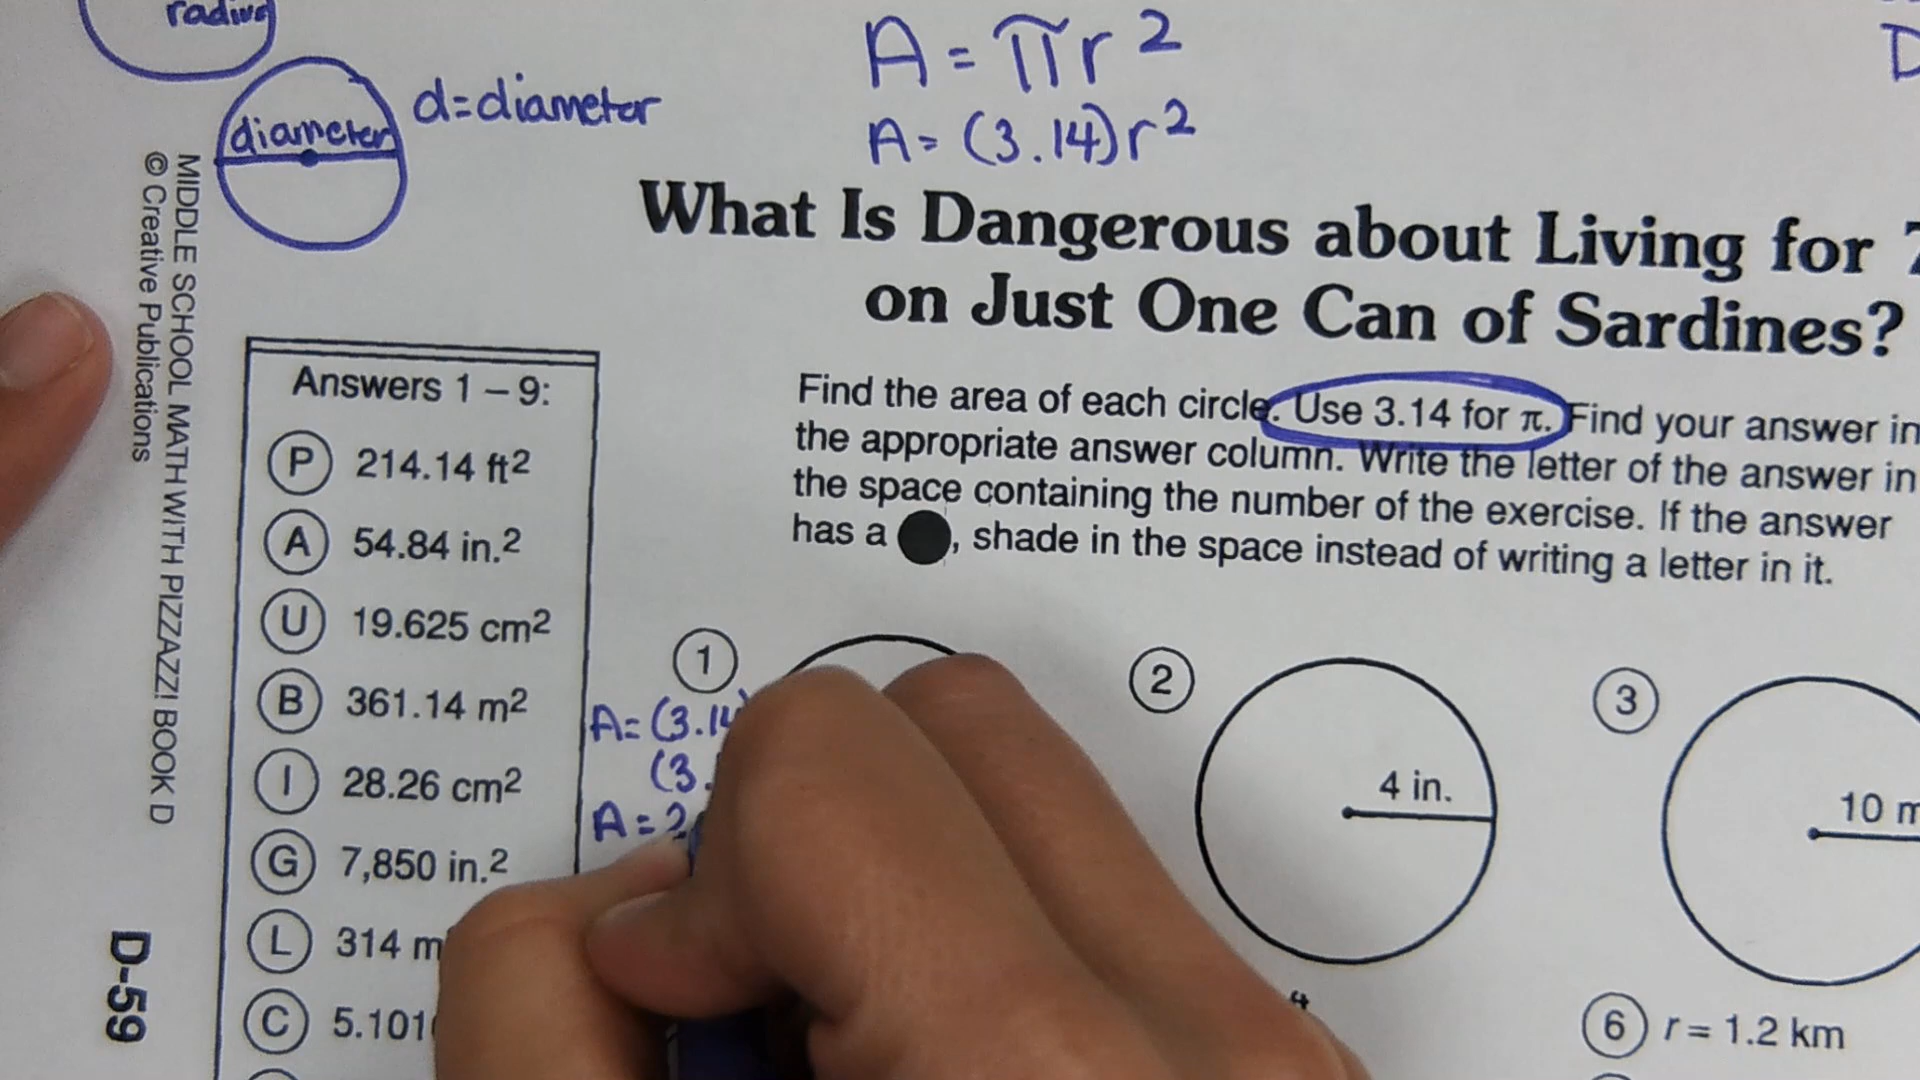 radius
diameter
d=diameter
A = πr²
A = (3.14)r²
MIDDLE SCHOOL MATH WITH PIZZAZZ! BOOK D
© Creative Publications
D-59
What Is Dangerous about Living for
on Just One Can of Sardines?
Find the area of each circle. Use 3.14 for π. Find your answer in
the appropriate answer column. Write the letter of the answer in
the space containing the number of the exercise. If the answer
has a , shade in the space instead of writing a letter in it.
Answers 1 – 9:
P 214.14 ft²
A 54.84 in.²
U 19.625 cm²
B 361.14 m²
I 28.26 cm²
G 7,850 in.²
L 314 m
C 5.101
1
A= (3.14
(3.
A = 2
2
4 in.
3
10 m
6 r = 1.2 km